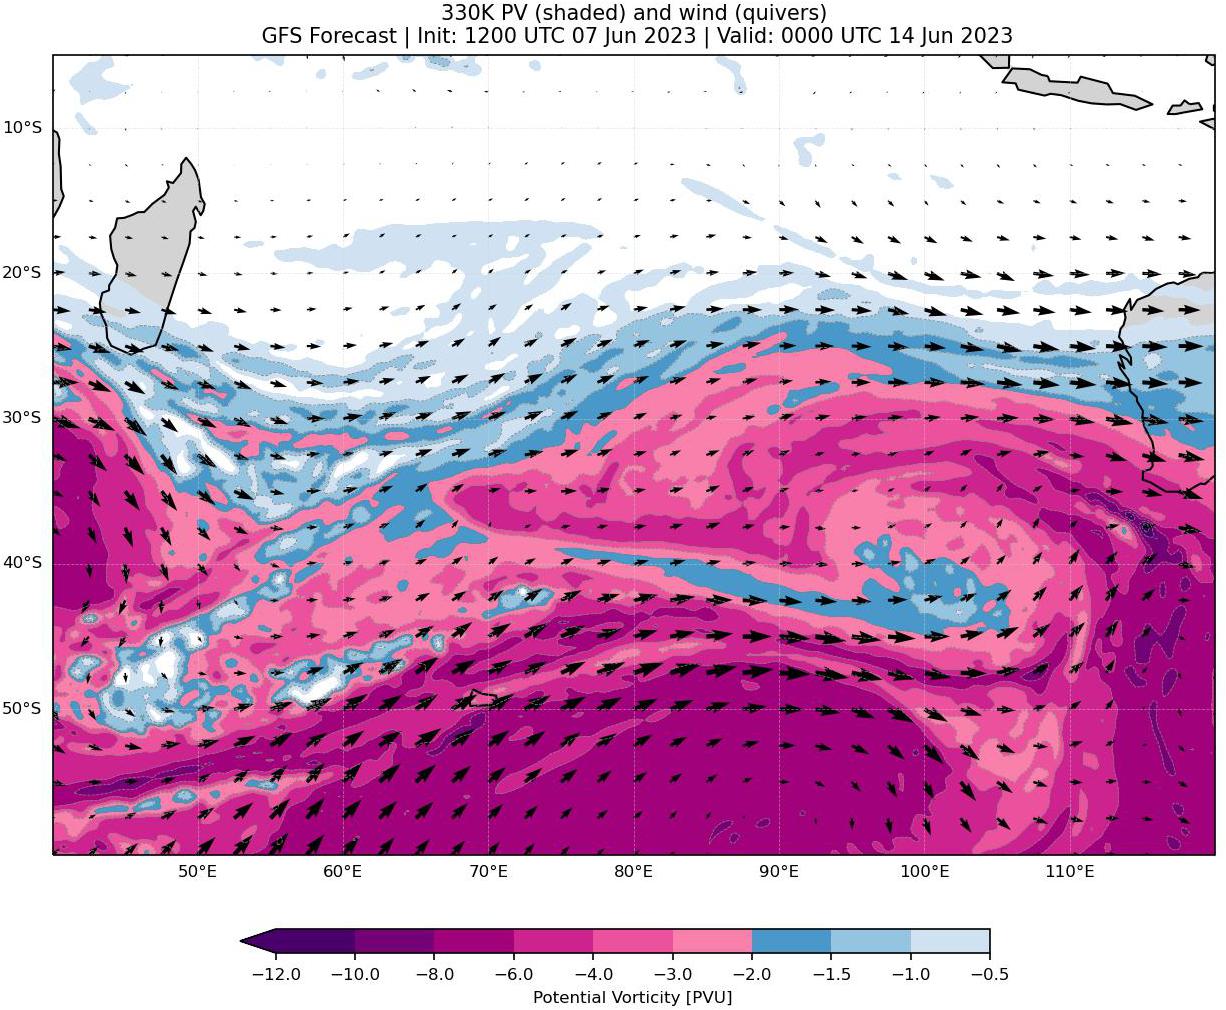 330K PV (shaded) and wind (quivers)
GFS Forecast | Init: 1200 UTC 07 Jun 2023 | Valid: 0000 UTC 14 Jun 2023
10°S
20°S
30°S
40°S
50°S
50°E 60°E 70°E 80°E 90°E 100°E 110°E
−12.0 −10.0 −8.0 −6.0 −4.0 −3.0 −2.0 −1.5 −1.0 −0.5
Potential Vorticity [PVU]